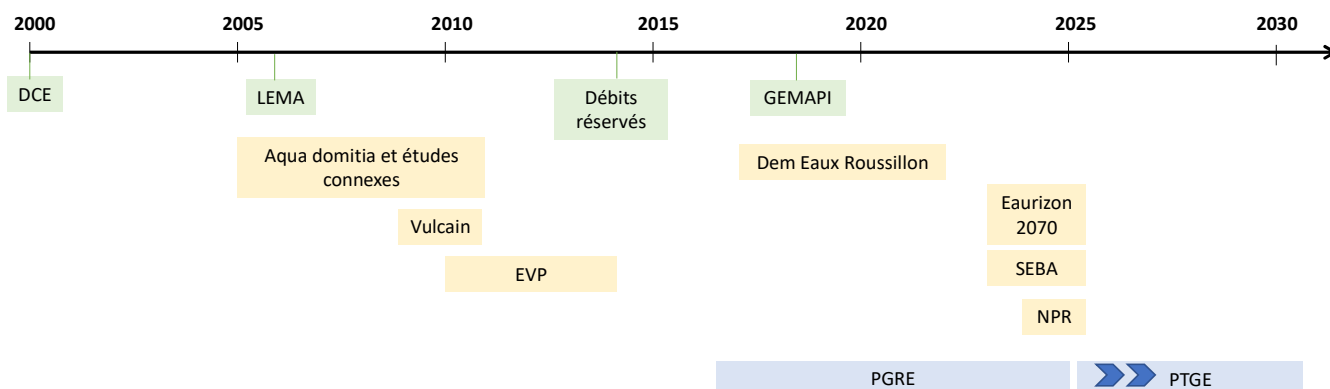 2000 2005 2010 2015 2020 2025 2030
DCE
LEMA
Débits
réservés
GEMAPI
Aqua domitia et études
connexes
Dem Eaux Roussillon
Vulcain
Eaurizon
2070
EVP
SEBA
NPR
PGRE
PTGE